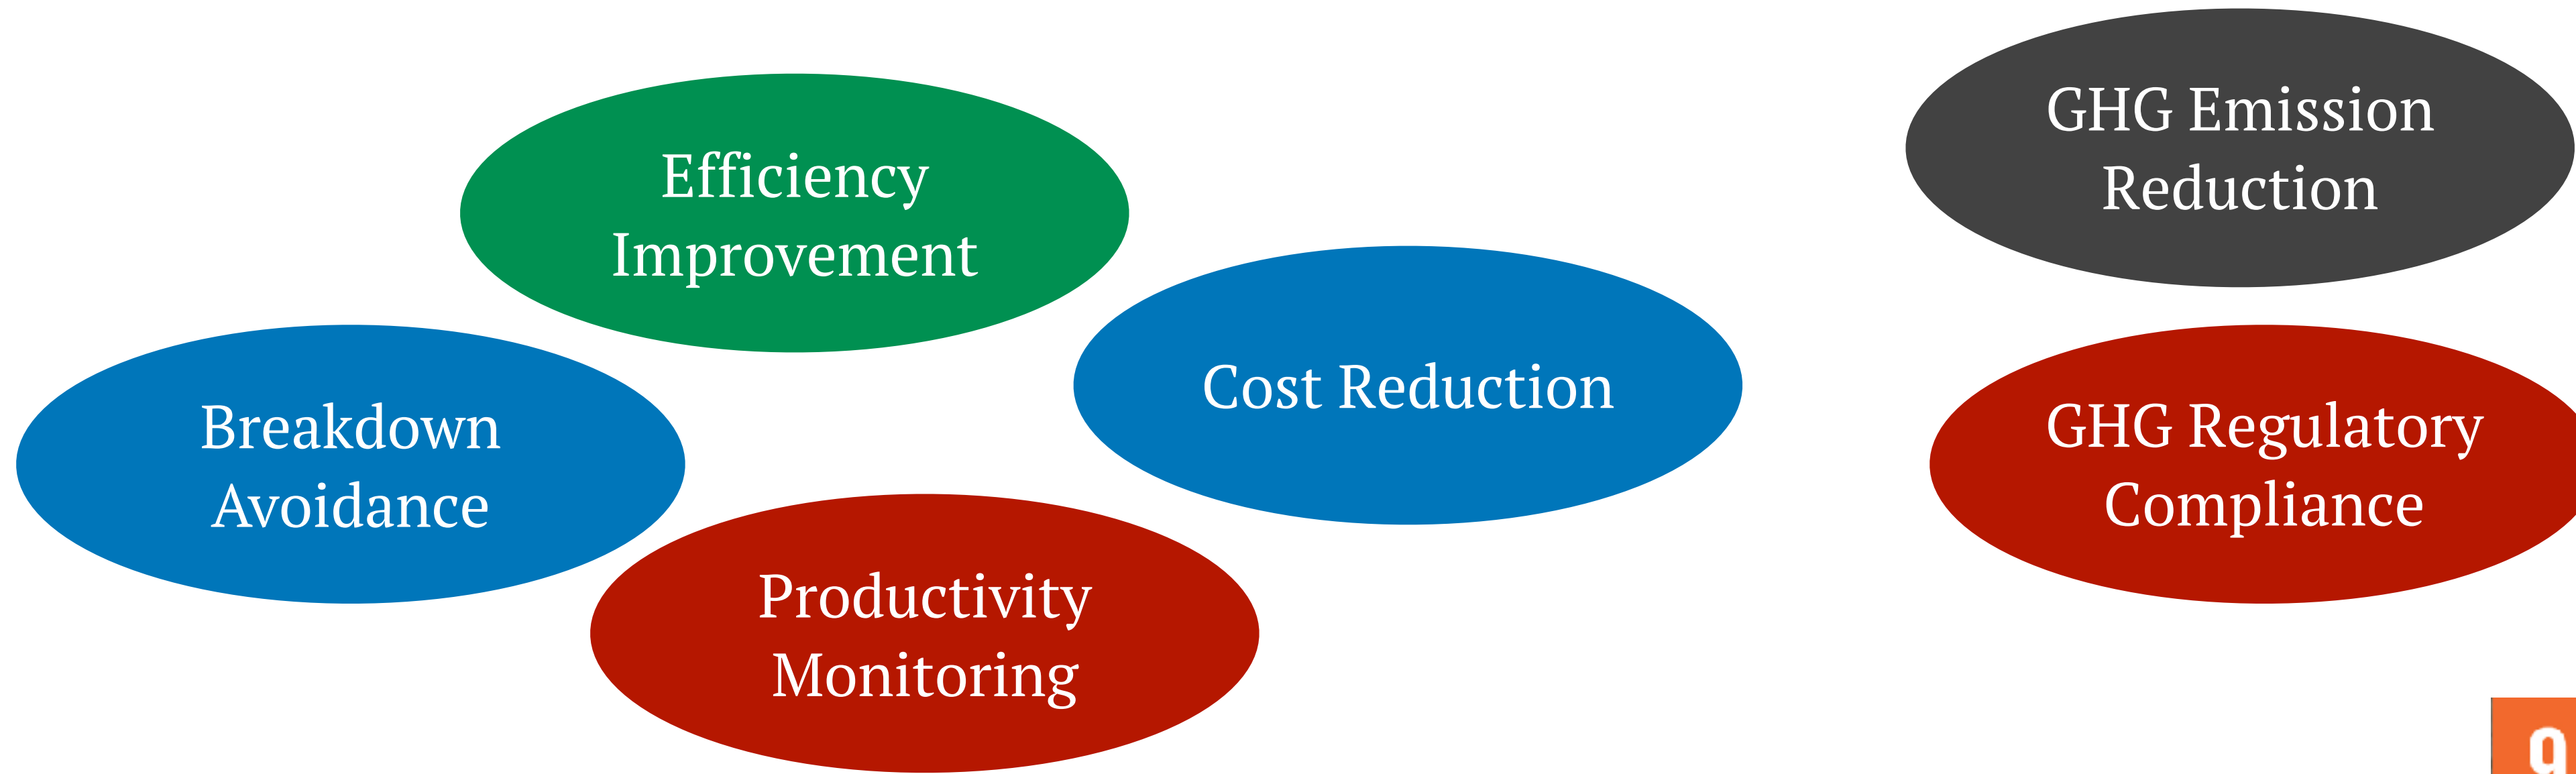 GHG Emission
Reduction
Efficiency
Improvement
Cost Reduction
Breakdown
Avoidance
GHG Regulatory
Compliance
Productivity
Monitoring